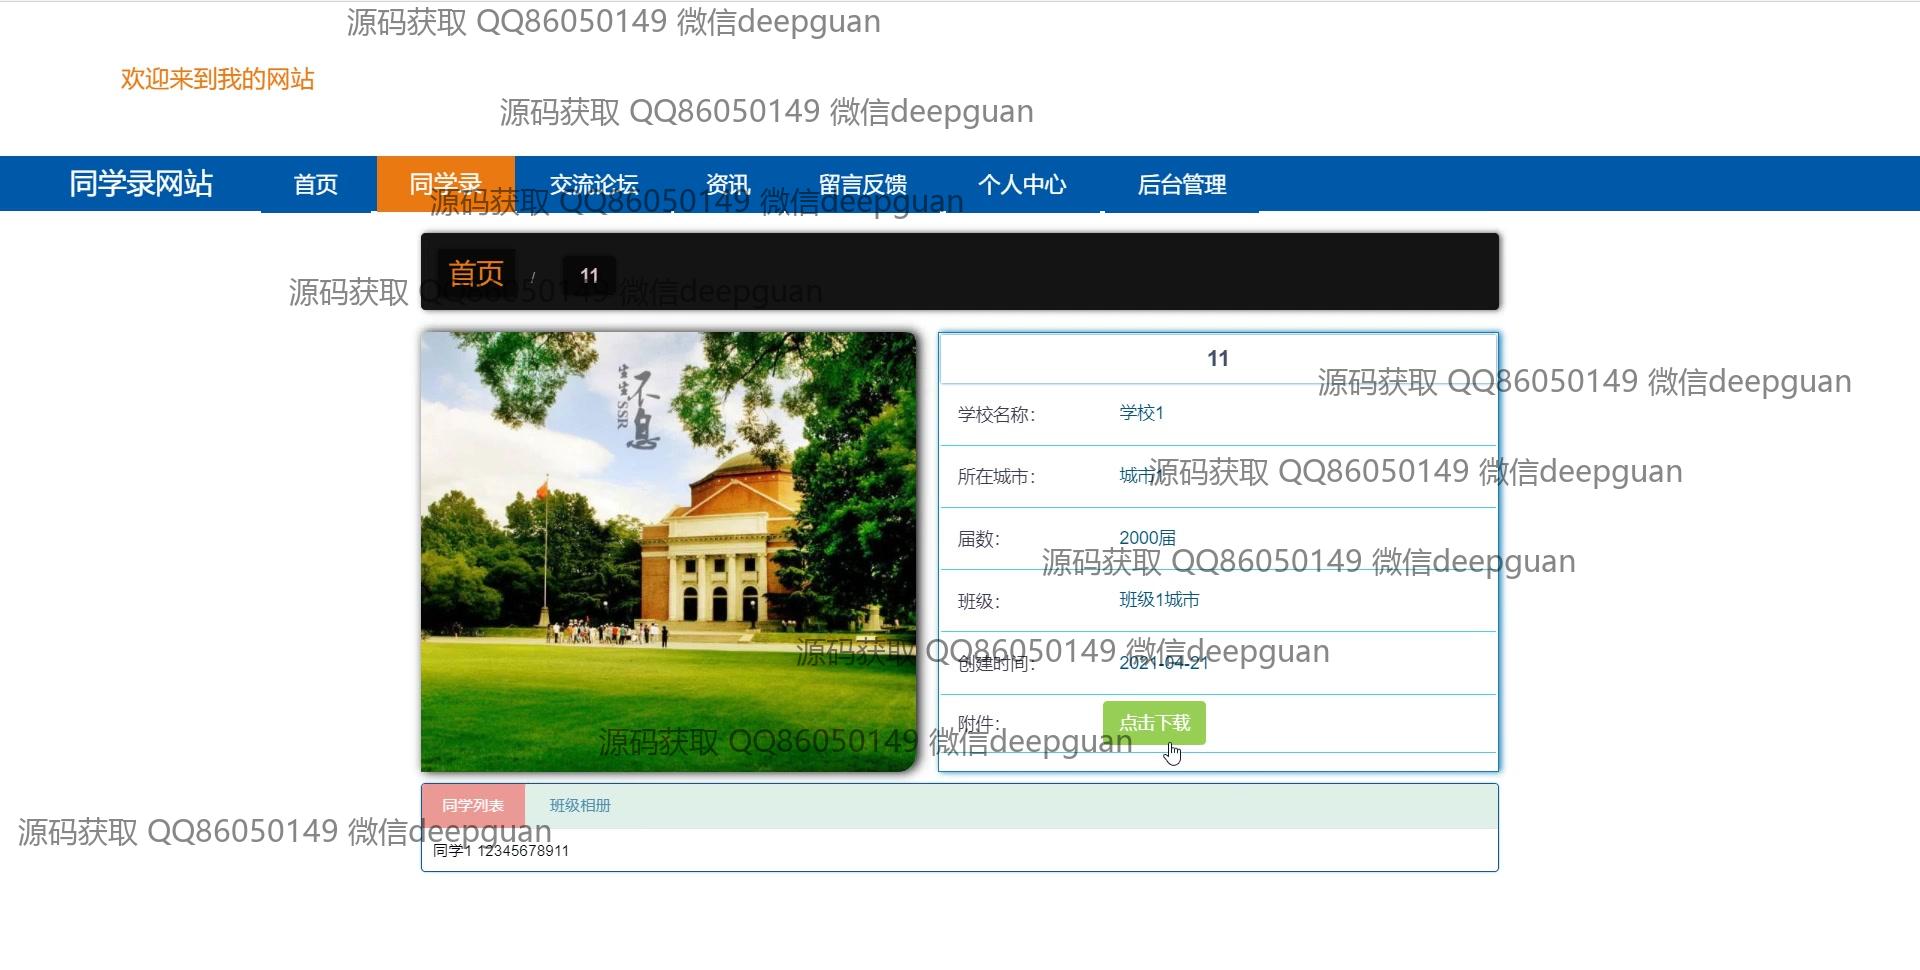 源码获取 QQ86050149 微信deepguan
欢迎来到我的网站
源码获取 QQ86050149 微信deepguan
同学录网站 首页 同学录 交流论坛 资讯 留言反馈 个人中心 后台管理
源码获取 QQ86050149 微信deepguan
首页 / 11
源码获取 QQ86050149 微信deepguan
生生不息
SSR
11
源码获取 QQ86050149 微信deepguan
学校名称: 学校1
所在城市: 城市1
源码获取 QQ86050149 微信deepguan
届数: 2000届
源码获取 QQ86050149 微信deepguan
班级: 班级1城市
源码获取 QQ86050149 微信deepguan
创建时间: 2021-04-21
附件: 点击下载
源码获取 QQ86050149 微信deepguan
同学列表 班级相册
源码获取 QQ86050149 微信deepguan
同学1 12345678911